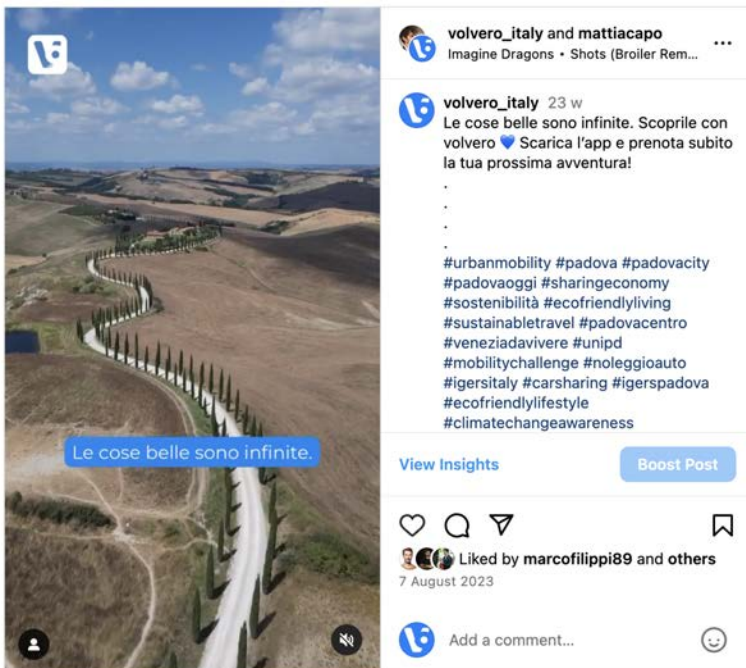 Le cose belle sono infinite.
volvero_italy and mattiacapo
Imagine Dragons • Shots (Broiler Rem...
volvero_italy 23 w
Le cose belle sono infinite. Scoprile con
volvero 💙 Scarica l'app e prenota subito
la tua prossima avventura!
.
.
.
.
#urbanmobility #padova #padovacity
#padovaoggi #sharingeconomy
#sostenibilità #ecofriendlyliving
#sustainabletravel #padovacentro
#veneziadavivere #unipd
#mobilitychallenge #noleggioauto
#igersitaly #carsharing #igerspadova
#ecofriendlylifestyle
#climatechangeawareness
View Insights
Boost Post
Liked by marcofilippi89 and others
7 August 2023
Add a comment...